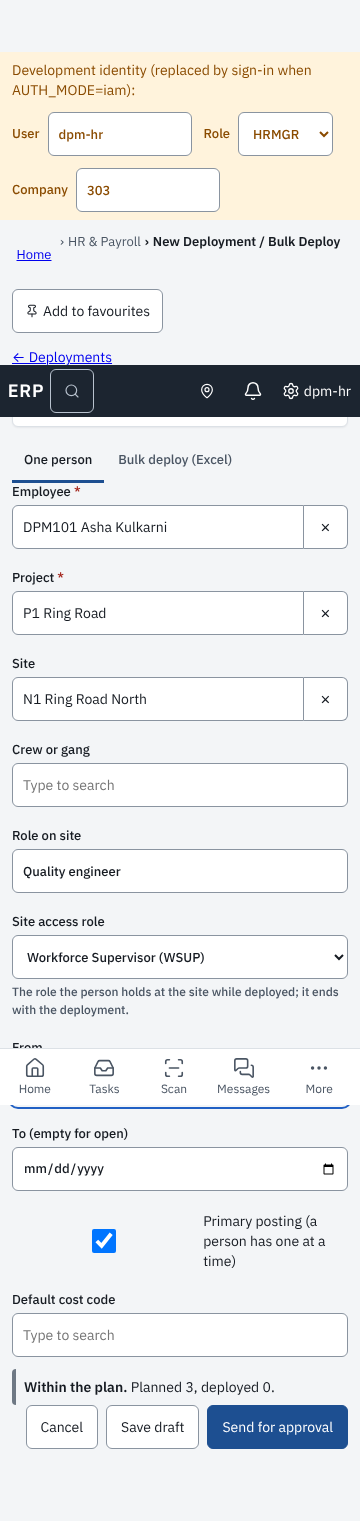 Development identity (replaced by sign-in when
AUTH_MODE=iam):
User dpm-hr Role HRMGR
Company 303
Home › HR & Payroll › New Deployment / Bulk Deploy
Add to favourites
← Deployments
ERP dpm-hr
One person Bulk deploy (Excel)
Employee *
DPM101 Asha Kulkarni ×
Project *
P1 Ring Road ×
Site
N1 Ring Road North ×
Crew or gang
Type to search
Role on site
Quality engineer
Site access role
Workforce Supervisor (WSUP)
The role the person holds at the site while deployed; it ends
with the deployment.
From
Home Tasks Scan Messages More
To (empty for open)
mm/dd/yyyy
Primary posting (a
person has one at a
time)
Default cost code
Type to search
Within the plan. Planned 3, deployed 0.
Cancel Save draft Send for approval